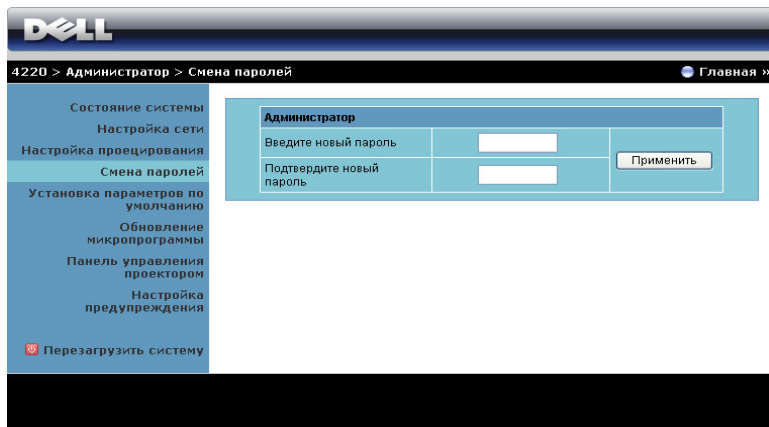 DELL
4220 > Администратор > Смена паролей
Главная »
Состояние системы
Настройка сети
Настройка проецирования
Смена паролей
Установка параметров по
умолчанию
Обновление
микропрограммы
Панель управления
проектором
Настройка
предупреждения
Перезагрузить систему
Администратор
Введите новый пароль
Подтвердите новый
пароль
Применить